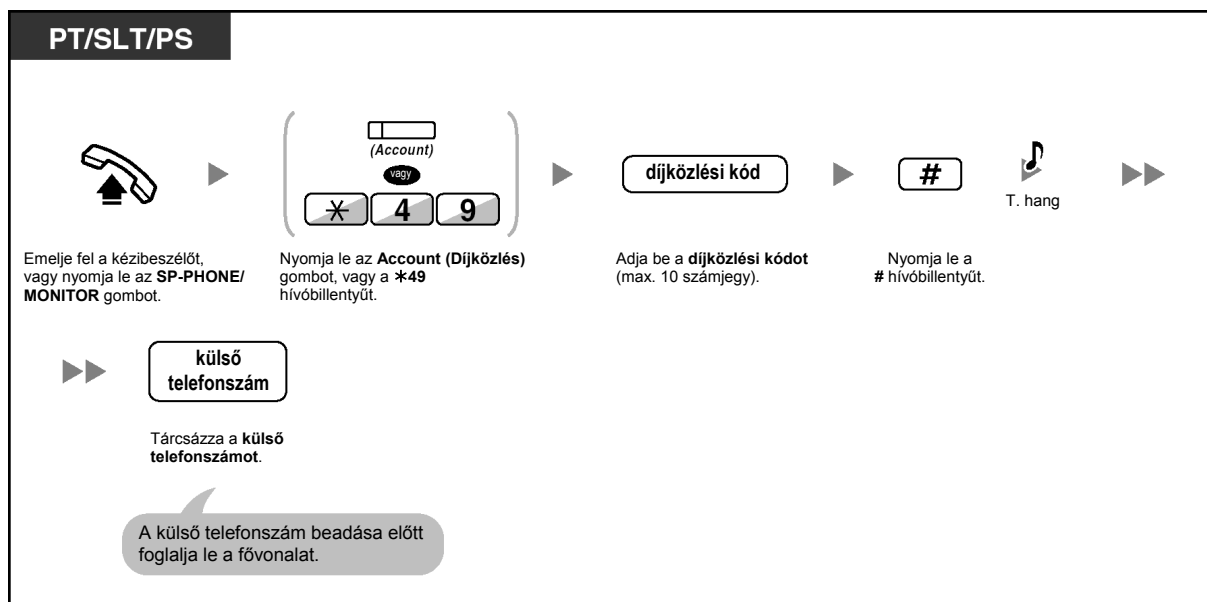 PT/SLT/PS
(Account)
vagy
* 4 9
díjközlési kód
#
T. hang
Emelje fel a kézibeszélőt,
vagy nyomja le az SP-PHONE/
MONITOR gombot.
Nyomja le az Account (Díjközlés)
gombot, vagy a *49
hívóbillentyűt.
Adja be a díjközlési kódot
(max. 10 számjegy).
Nyomja le a
# hívóbillentyűt.
külső
telefonszám
Tárcsázza a külső
telefonszámot.
A külső telefonszám beadása előtt
foglalja le a fővonalat.